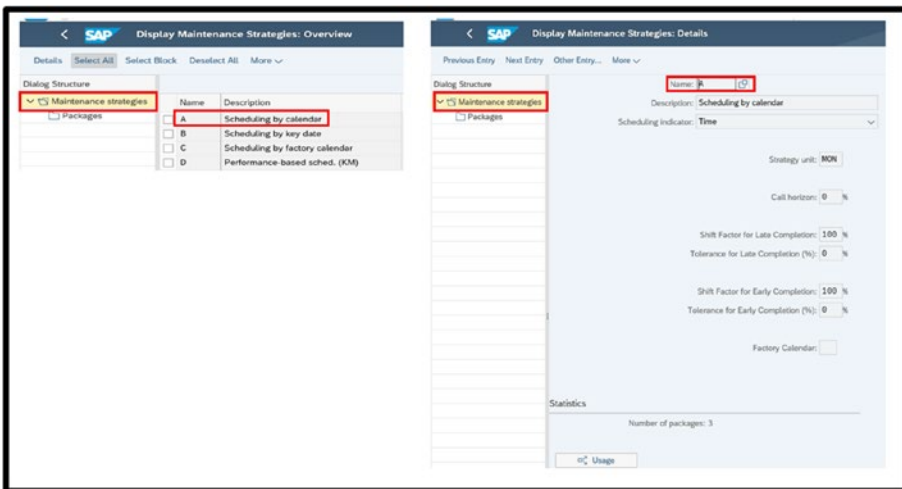 SAP Display Maintenance Strategies: Overview
Details Select All Select Block Deselect All More
Dialog Structure
Maintenance strategies
Packages
Name Description
A Scheduling by calendar
B Scheduling by key date
C Scheduling by factory calendar
D Performance-based sched. (KM)
SAP Display Maintenance Strategies: Details
Previous Entry Next Entry Other Entry... More
Dialog Structure
Maintenance strategies
Packages
Name: A
Description: Scheduling by calendar
Scheduling indicator: Time
Strategy unit: MON
Call horizon: 0 %
Shift Factor for Late Completion: 100 %
Tolerance for Late Completion (%): 0 %
Shift Factor for Early Completion: 100 %
Tolerance for Early Completion (%): 0 %
Factory Calendar:
Statistics
Number of packages: 3
Usage